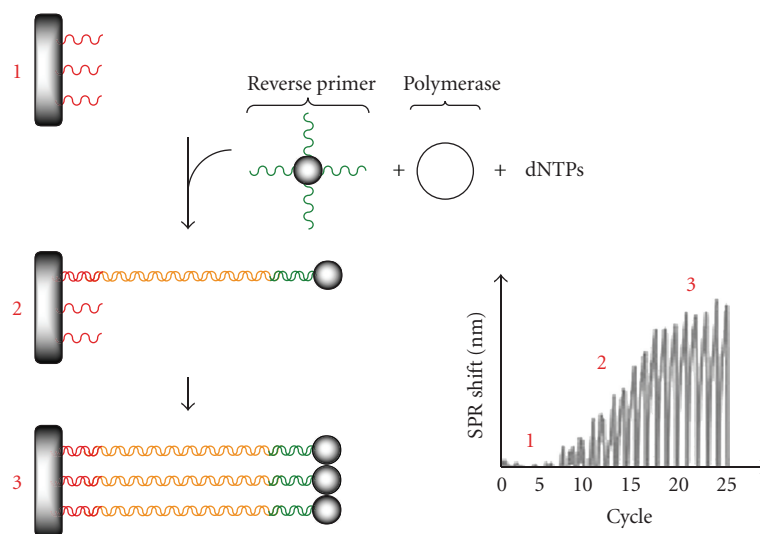 1
Reverse primer
Polymerase
+
+
dNTPs
2
3
SPR shift (nm)
1
2
3
0 5 10 15 20 25
Cycle